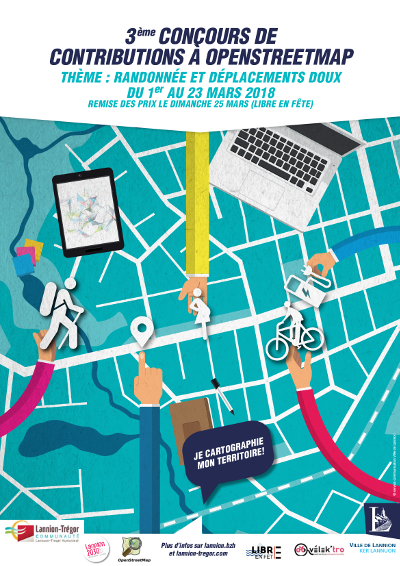 3ème CONCOURS DE
CONTRIBUTIONS À OPENSTREETMAP
THÈME : RANDONNÉE ET DÉPLACEMENTS DOUX
DU 1er AU 23 MARS 2018
REMISE DES PRIX LE DIMANCHE 25 MARS (LIBRE EN FÊTE)
JE CARTOGRAPHIE
MON TERRITOIRE!
Lannion-Trégor
COMMUNAUTÉ
OpenStreetMap
Plus d'infos sur lannion.bzh
et lannion-tregor.com
LIBRE
EN FÊTE
vélek'tro
VILLE DE LANNION
KER LANNUON